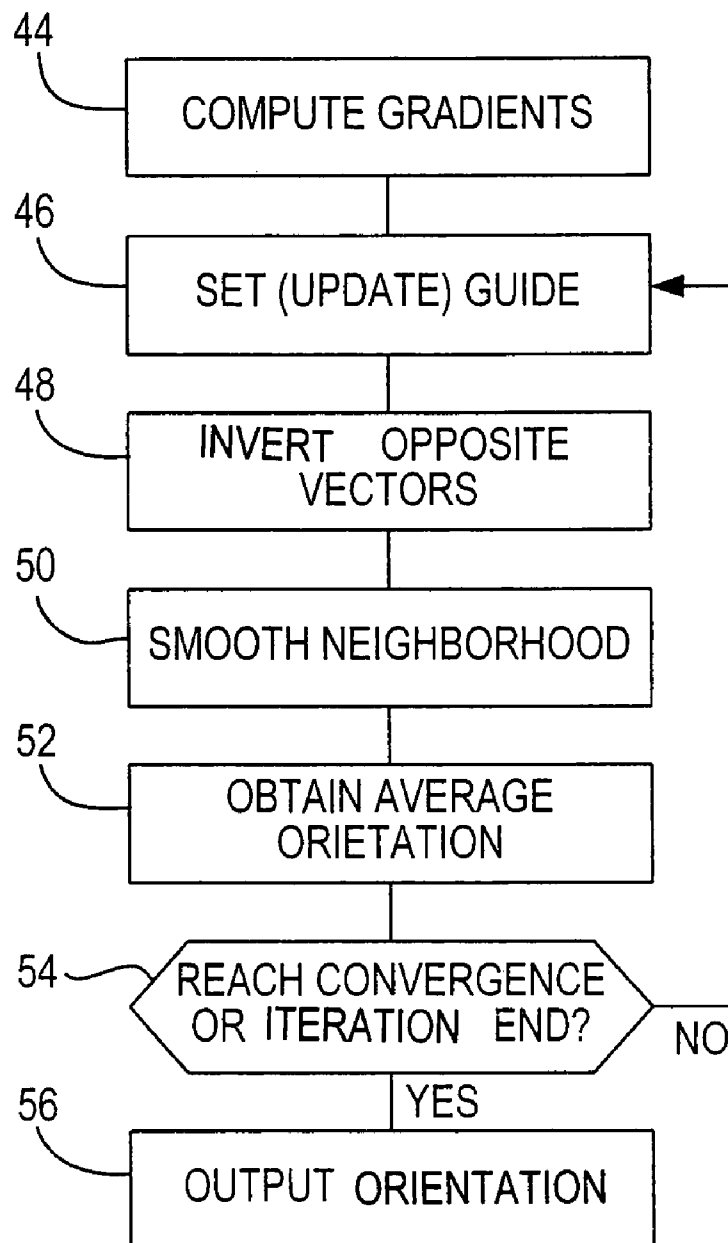 44
COMPUTE GRADIENTS
46
SET (UPDATE) GUIDE
48
INVERT OPPOSITE
VECTORS
50
SMOOTH NEIGHBORHOOD
52
OBTAIN AVERAGE
ORIETATION
54
REACH CONVERGENCE
OR ITERATION END?
NO
YES
56
OUTPUT ORIENTATION